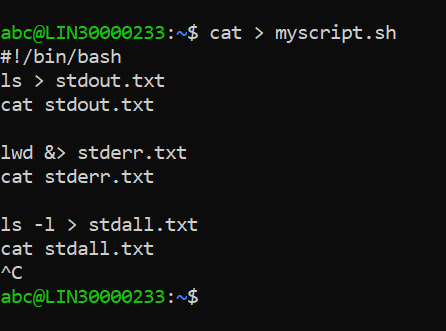 abc@LIN30000233:~$ cat > myscript.sh
#!/bin/bash
ls > stdout.txt
cat stdout.txt

lwd &> stderr.txt
cat stderr.txt

ls -l > stdall.txt
cat stdall.txt
^C
abc@LIN30000233:~$